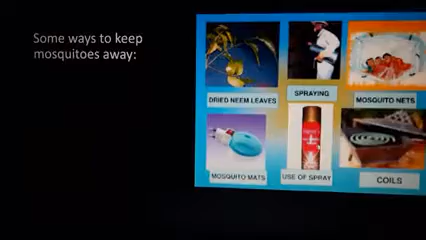 Some ways to keep
mosquitoes away:
DRIED NEEM LEAVES
SPRAYING
MOSQUITO NETS
MOSQUITO MATS
USE OF SPRAY
COILS